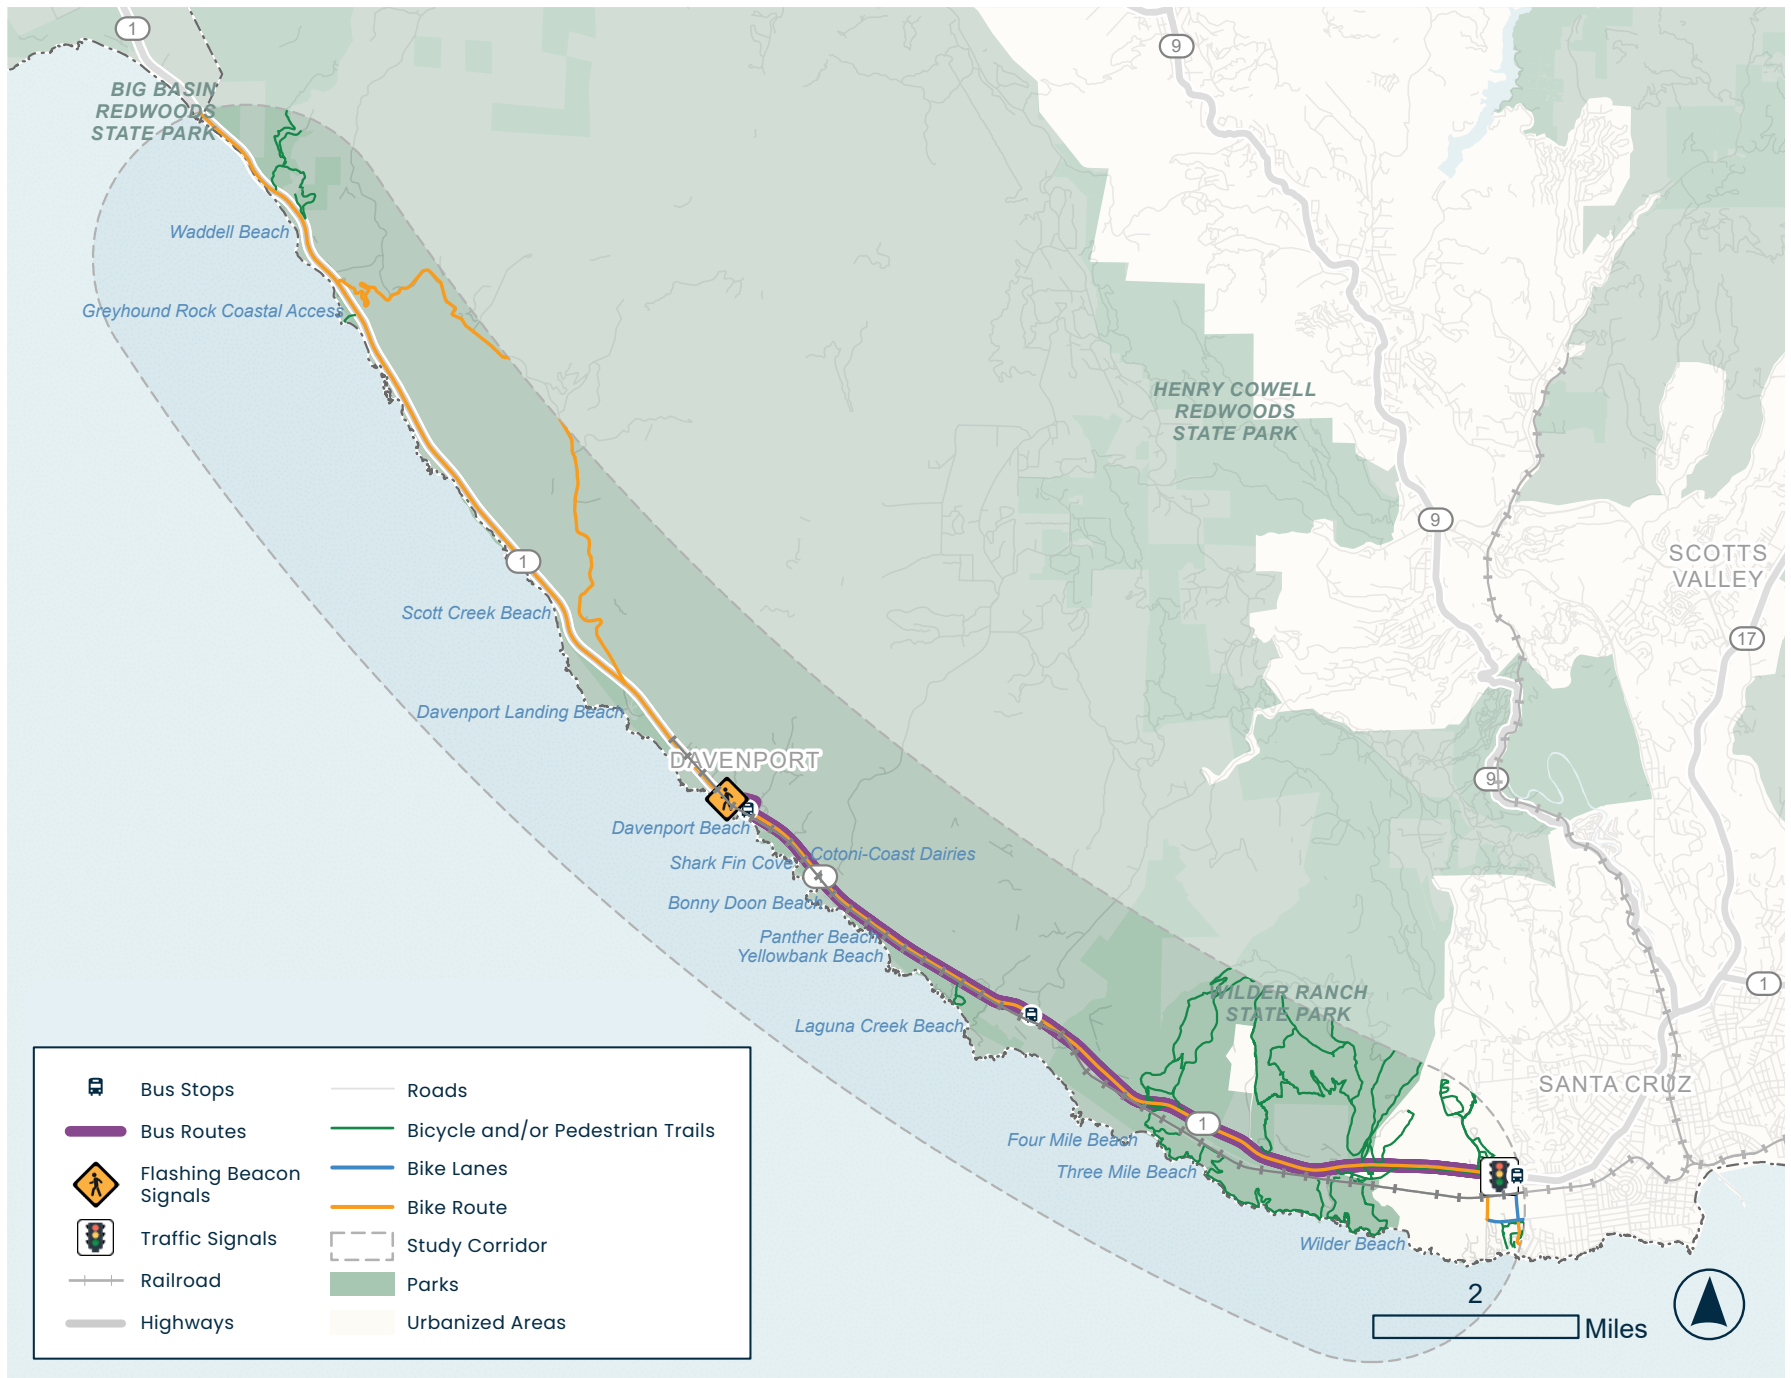 1
9
BIG BASIN
REDWOODS
STATE PARK
Waddell Beach
Greyhound Rock Coastal Access
HENRY COWELL
REDWOODS
STATE PARK
9
SCOTTS
VALLEY
1
Scott Creek Beach
17
Davenport Landing Beach
DAVENPORT
9
Davenport Beach
Cotoni-Coast Dairies
Shark Fin Cove
Bonny Doon Beach
Panther Beach
Yellowbank Beach
1
WILDER RANCH
STATE PARK
Laguna Creek Beach
SANTA CRUZ
1
Four Mile Beach
Three Mile Beach
Wilder Beach
Bus Stops
Bus Routes
Flashing Beacon
Signals
Traffic Signals
Railroad
Highways
Roads
Bicycle and/or Pedestrian Trails
Bike Lanes
Bike Route
Study Corridor
Parks
Urbanized Areas
2
Miles